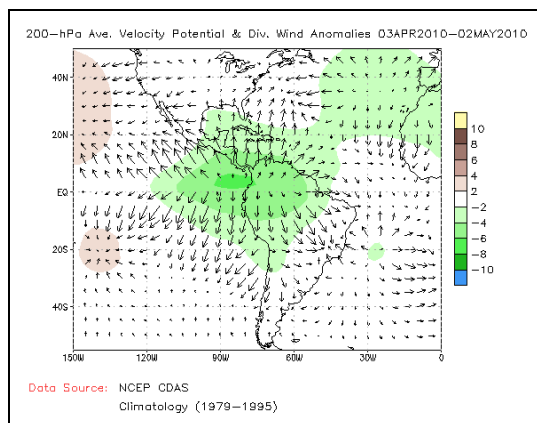 200-hPa Ave. Velocity Potential & Div. Wind Anomalies 03APR2010-02MAY2010
40N
20N
EQ
20S
40S
150W 120W 90W 60W 30W 0
10
8
6
4
2
-2
-4
-6
-8
-10
Data Source: NCEP CDAS
Climatology (1979-1995)